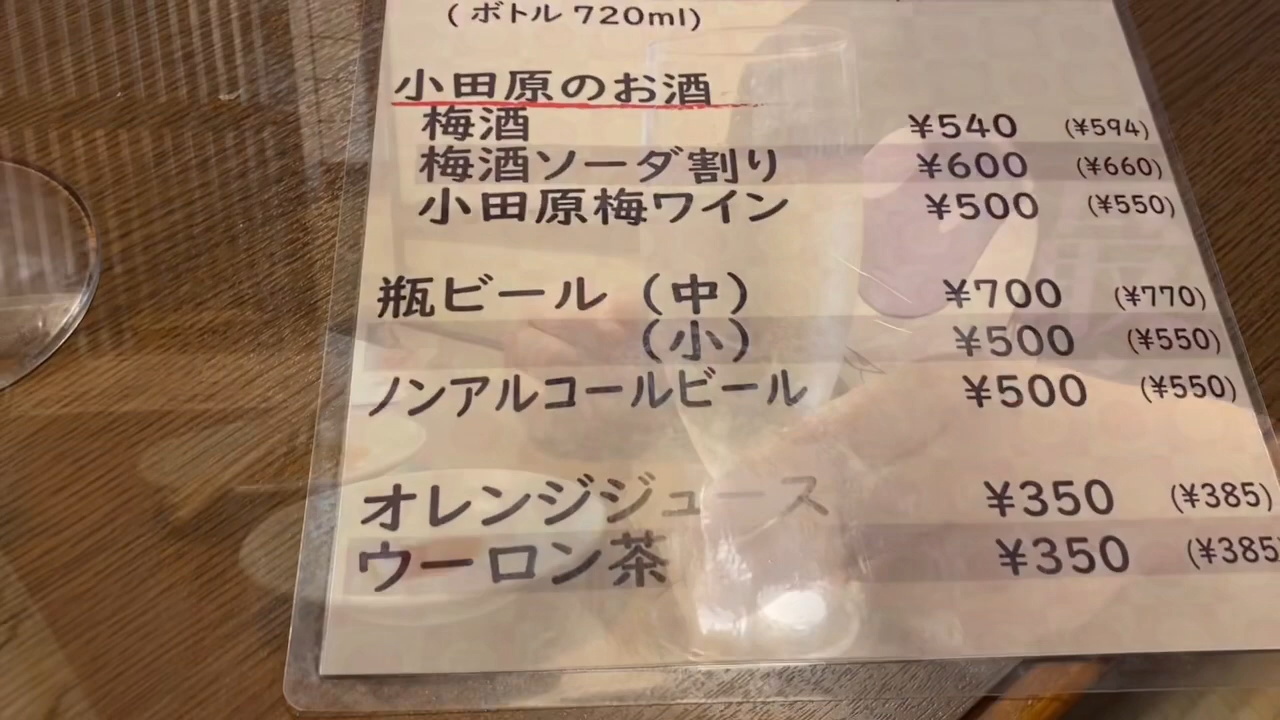 (ボトル 720ml)
小田原のお酒
梅酒 ¥540 (¥594)
梅酒ソーダ割り ¥600 (¥660)
小田原梅ワイン ¥500 (¥550)
瓶ビール（中） ¥700 (¥770)
（小） ¥500 (¥550)
ノンアルコールビール ¥500 (¥550)
オレンジジュース ¥350 (¥385)
ウーロン茶 ¥350 (¥385